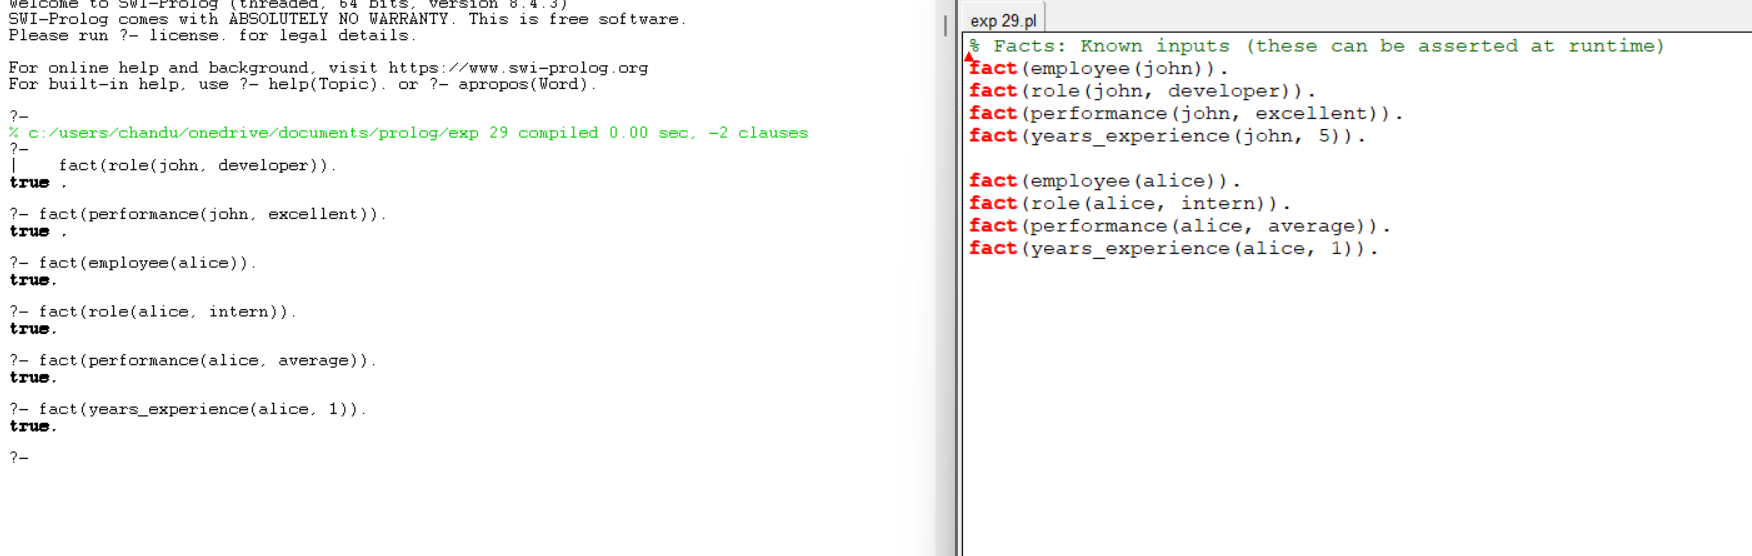 Welcome to SWI-Prolog (threaded, 64 bits, version 8.4.3)
SWI-Prolog comes with ABSOLUTELY NO WARRANTY. This is free software.
Please run ?- license. for legal details.
For online help and background, visit https://www.swi-prolog.org
For built-in help, use ?- help(Topic). or ?- apropos(Word).
?-
% c:/users/chandu/onedrive/documents/prolog/exp 29 compiled 0.00 sec, -2 clauses
?-
|    fact(role(john, developer)).
true .
?- fact(performance(john, excellent)).
true .
?- fact(employee(alice)).
true.
?- fact(role(alice, intern)).
true.
?- fact(performance(alice, average)).
true.
?- fact(years_experience(alice, 1)).
true.
?-
exp 29.pl
% Facts: Known inputs (these can be asserted at runtime)
fact(employee(john)).
fact(role(john, developer)).
fact(performance(john, excellent)).
fact(years_experience(john, 5)).
fact(employee(alice)).
fact(role(alice, intern)).
fact(performance(alice, average)).
fact(years_experience(alice, 1)).